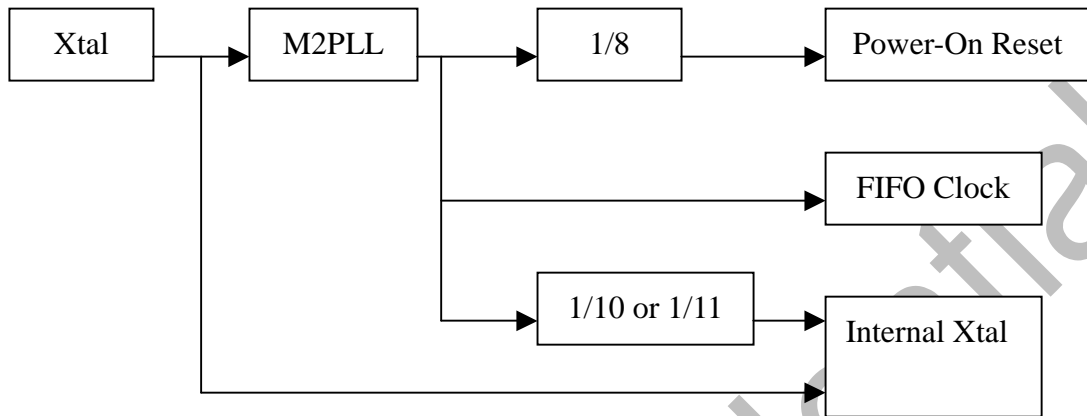 Xtal
M2PLL
1/8
Power-On Reset
FIFO Clock
1/10 or 1/11
Internal Xtal